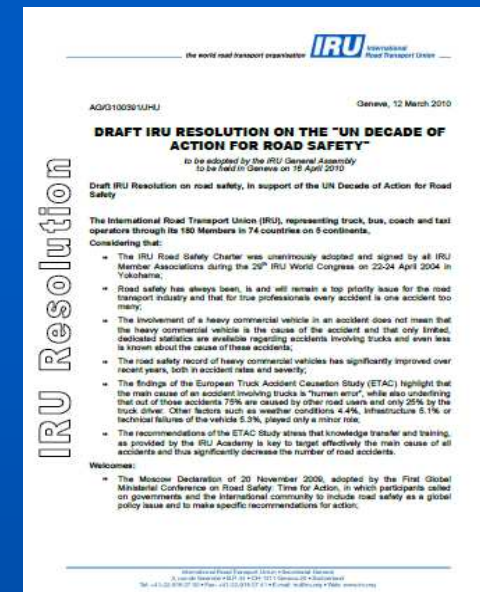 the world road transport organisation
IRU
International
Road Transport Union
AG/G100391/JHU
Geneva, 12 March 2010
DRAFT IRU RESOLUTION ON THE "UN DECADE OF
ACTION FOR ROAD SAFETY"
to be adopted by the IRU General Assembly
to be held in Geneva on 16 April 2010
Draft IRU Resolution on road safety, in support of the UN Decade of Action for Road
Safety
The International Road Transport Union (IRU), representing truck, bus, coach and taxi
operators through its 180 Members in 74 countries on 5 continents,
Considering that:
The IRU Road Safety Charter was unanimously adopted and signed by all IRU
Member Associations during the 29th IRU World Congress on 22-24 April 2004 in
Yokohama;
Road safety has always been, is and will remain a top priority issue for the road
transport industry and that for true professionals every accident is one accident too
many;
The involvement of a heavy commercial vehicle in an accident does not mean that
the heavy commercial vehicle is the cause of the accident and that only limited,
dedicated statistics are available regarding accidents involving trucks and even less
is known about the cause of these accidents;
The road safety record of heavy commercial vehicles has significantly improved over
recent years, both in accident rates and severity;
The findings of the European Truck Accident Causation Study (ETAC) highlight that
the main cause of an accident involving trucks is "human error", while also underlining
that out of those accidents 75% are caused by other road users and only 25% by the
truck driver. Other factors such as weather conditions 4.4%, infrastructure 5.1% or
technical failures of the vehicle 5.3%, played only a minor role;
The recommendations of the ETAC Study stress that knowledge transfer and training,
as provided by the IRU Academy is key to target effectively the main cause of all
accidents and thus significantly decrease the number of road accidents.
Welcomes:
The Moscow Declaration of 20 November 2009, adopted by the First Global
Ministerial Conference on Road Safety: Time for Action, in which participants called
on governments and the international community to include road safety as a global
policy issue and to make specific recommendations for action;
IRU Resolution